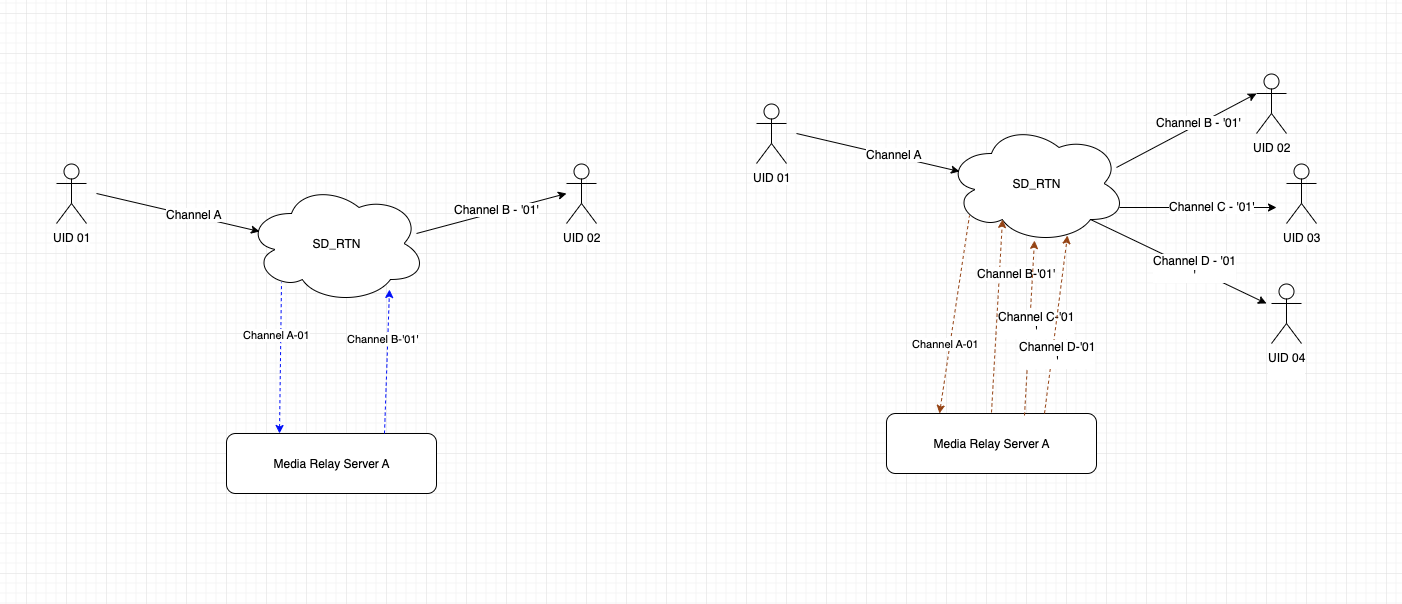 Channel A
UID 01
SD_RTN
Channel B - '01'
UID 02
Channel A-01
Channel B-'01'
Media Relay Server A
UID 01
Channel A
SD_RTN
Channel B - '01'
UID 02
Channel C - '01'
UID 03
Channel D - '01
'
UID 04
Channel B-'01'
Channel C-'01
'
Channel A-01
Channel D-'01
'
Media Relay Server A